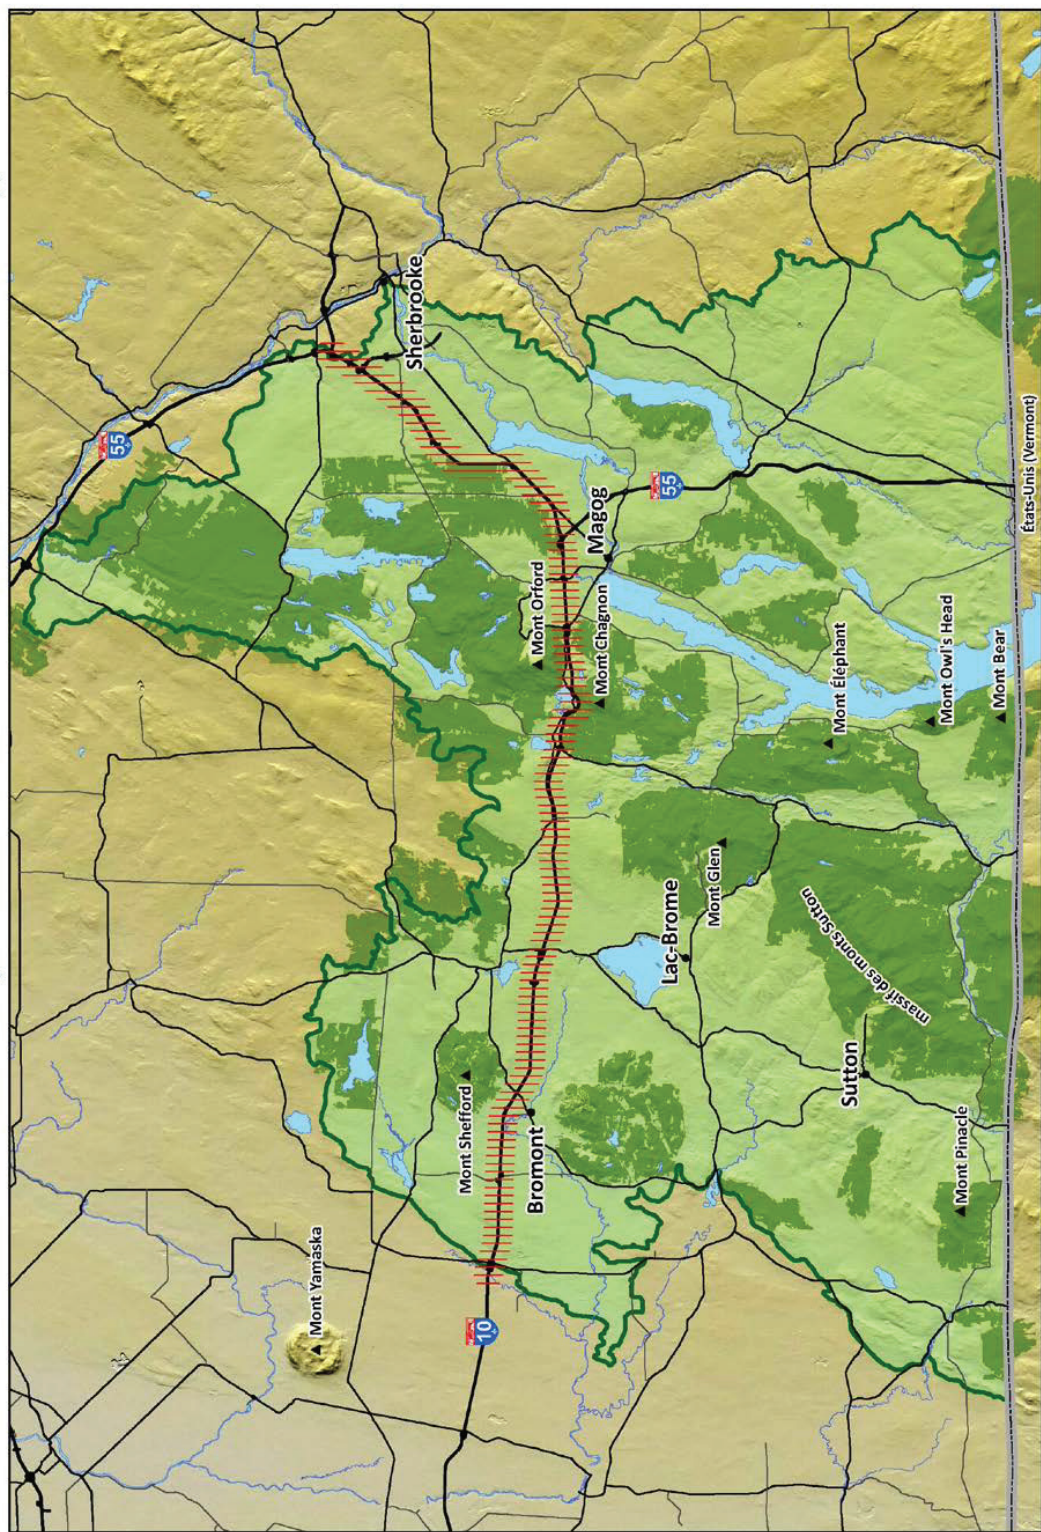 55
Sherbrooke
Magog
55
États-Unis (Vermont)
Mont Orford
Mont Chagnon
Mont Éléphant
Mont Owl's Head
Mont Bear
Mont Glen
Lac-Brome
massif des monts Sutton
Sutton
Mont Shefford
Bromont
Mont Pinacle
Mont Yamaska
10